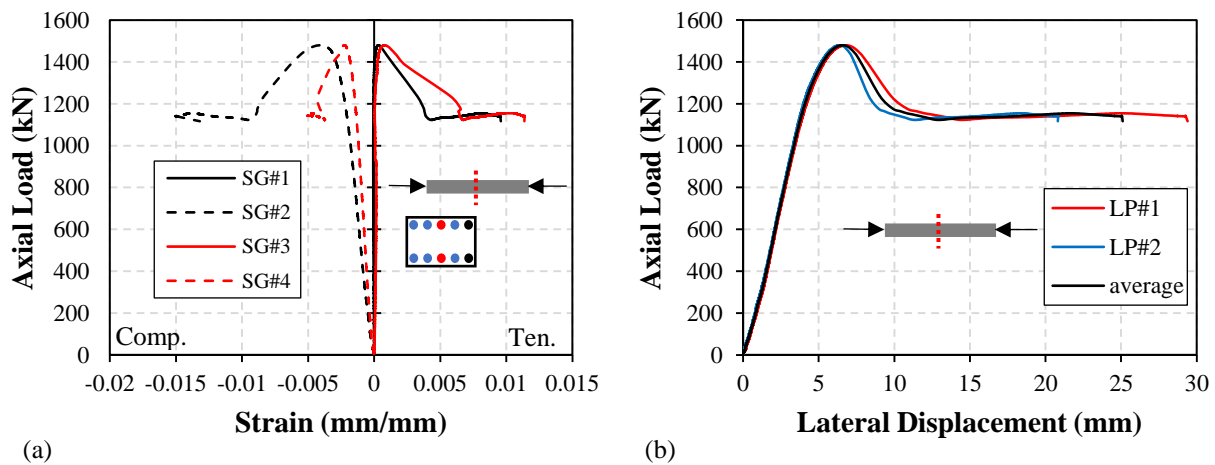 1600
1400
1200
1000
800
600
400
200
0
Axial Load (kN)
SG#1
SG#2
SG#3
SG#4
Comp.
Ten.
-0.02 -0.015 -0.01 -0.005 0 0.005 0.01 0.015
Strain (mm/mm)
(a)
1600
1400
1200
1000
800
600
400
200
0
Axial Load (kN)
LP#1
LP#2
average
0 5 10 15 20 25 30
Lateral Displacement (mm)
(b)